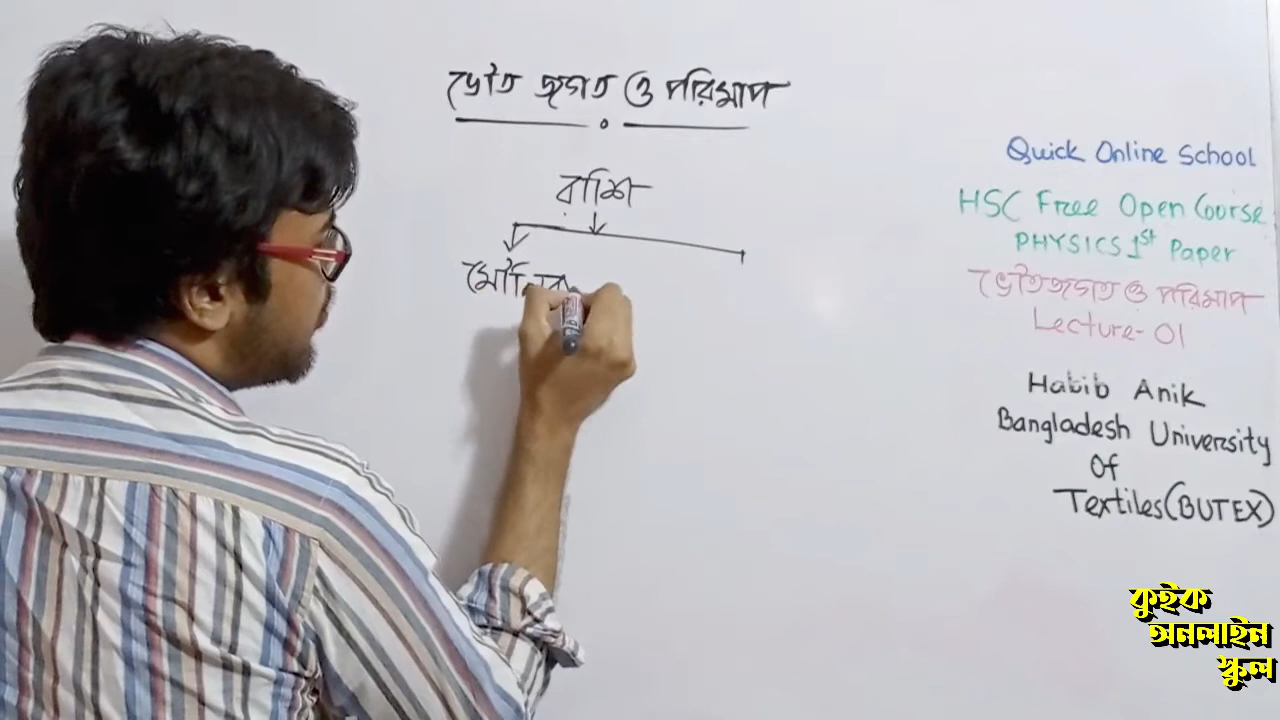 ভৌত জগত ও পরিমাপ
রাশি
মৌলিক
Quick Online School
HSC Free Open Course
PHYSICS 1st Paper
ভৌতজগত ও পরিমাপ
Lecture-01
Habib Anik
Bangladesh University
Of
Textiles(BUTEX)
কুইক
অনলাইন
স্কুল